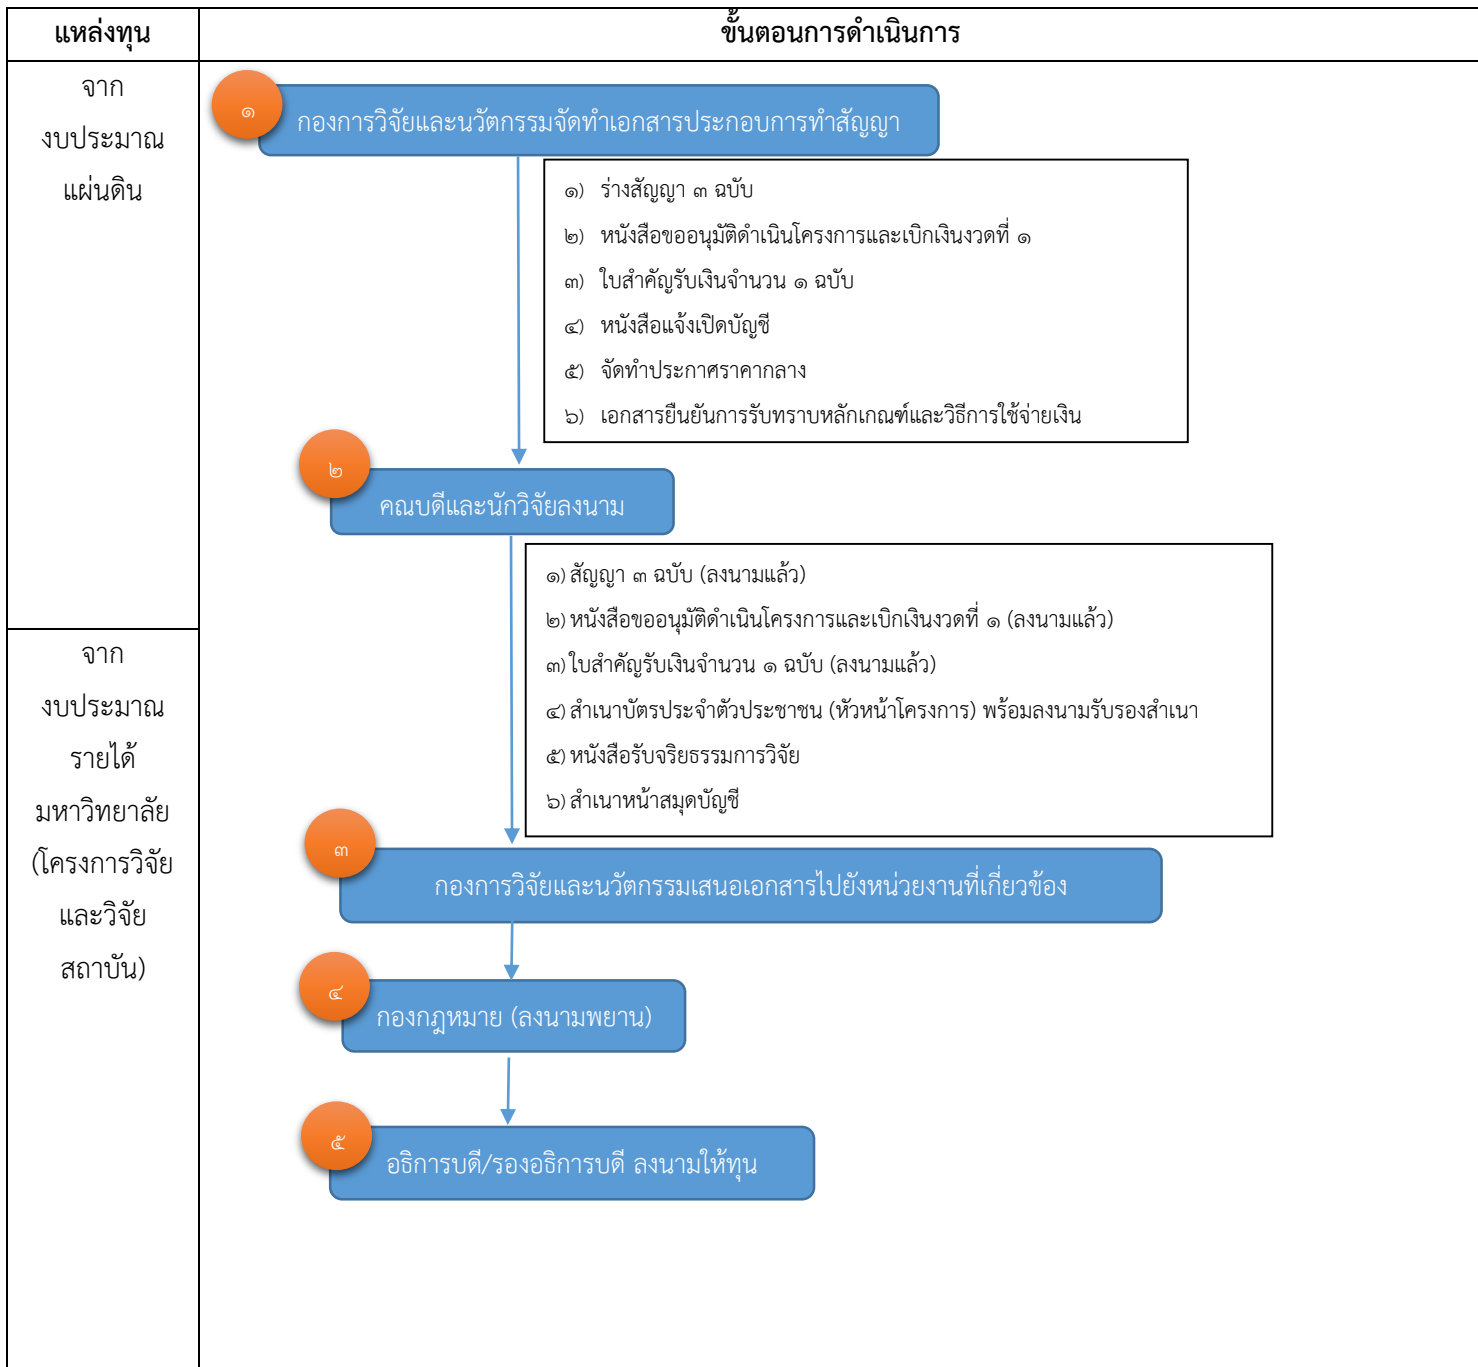 แหล่งทุน
ขั้นตอนการดำเนินการ
จาก
งบประมาณ
แผ่นดิน
๑
กองการวิจัยและนวัตกรรมจัดทำเอกสารประกอบการทำสัญญา
๑) ร่างสัญญา ๓ ฉบับ
๒) หนังสือขออนุมัติดำเนินโครงการและเบิกเงินงวดที่ ๑
๓) ใบสำคัญรับเงินจำนวน ๑ ฉบับ
๔) หนังสือแจ้งเปิดบัญชี
๕) จัดทำประกาศราคากลาง
๖) เอกสารยืนยันการรับทราบหลักเกณฑ์และวิธีการใช้จ่ายเงิน
๒
คณบดีและนักวิจัยลงนาม
๑) สัญญา ๓ ฉบับ (ลงนามแล้ว)
๒) หนังสือขออนุมัติดำเนินโครงการและเบิกเงินงวดที่ ๑ (ลงนามแล้ว)
๓) ใบสำคัญรับเงินจำนวน ๑ ฉบับ (ลงนามแล้ว)
๔) สำเนาบัตรประจำตัวประชาชน (หัวหน้าโครงการ) พร้อมลงนามรับรองสำเนา
๕) หนังสือรับจริยธรรมการวิจัย
๖) สำเนาหน้าสมุดบัญชี
จาก
งบประมาณ
รายได้
มหาวิทยาลัย
(โครงการวิจัย
และวิจัย
สถาบัน)
๓
กองการวิจัยและนวัตกรรมเสนอเอกสารไปยังหน่วยงานที่เกี่ยวข้อง
๔
กองกฎหมาย (ลงนามพยาน)
๕
อธิการบดี/รองอธิการบดี ลงนามให้ทุน